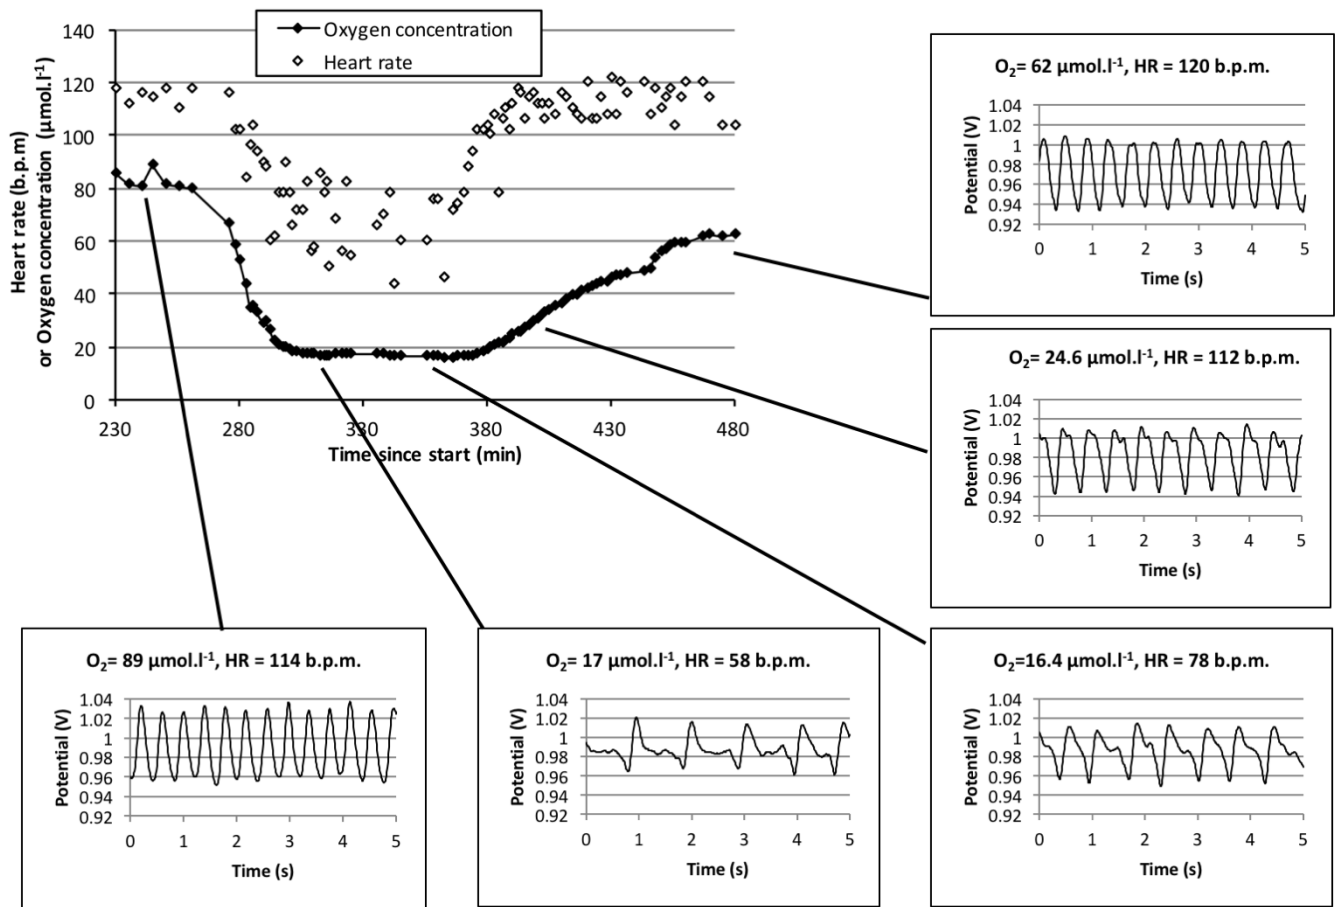 Oxygen concentration
Heart rate
Heart rate (b.p.m)
or Oxygen concentration (µmol.l-1)
140
120
100
80
60
40
20
0
230 280 330 380 430 480
Time since start (min)
O2= 62 µmol.l-1, HR = 120 b.p.m.
Potential (V)
1.04
1.02
1
0.98
0.96
0.94
0.92
0 1 2 3 4 5
Time (s)
O2= 24.6 µmol.l-1, HR = 112 b.p.m.
Potential (V)
1.04
1.02
1
0.98
0.96
0.94
0.92
0 1 2 3 4 5
Time (s)
O2= 89 µmol.l-1, HR = 114 b.p.m.
Potential (V)
1.04
1.02
1
0.98
0.96
0.94
0.92
0 1 2 3 4 5
Time (s)
O2= 17 µmol.l-1, HR = 58 b.p.m.
Potential (V)
1.04
1.02
1
0.98
0.96
0.94
0.92
0 1 2 3 4 5
Time (s)
O2=16.4 µmol.l-1, HR = 78 b.p.m.
Potential (V)
1.04
1.02
1
0.98
0.96
0.94
0.92
0 1 2 3 4 5
Time (s)